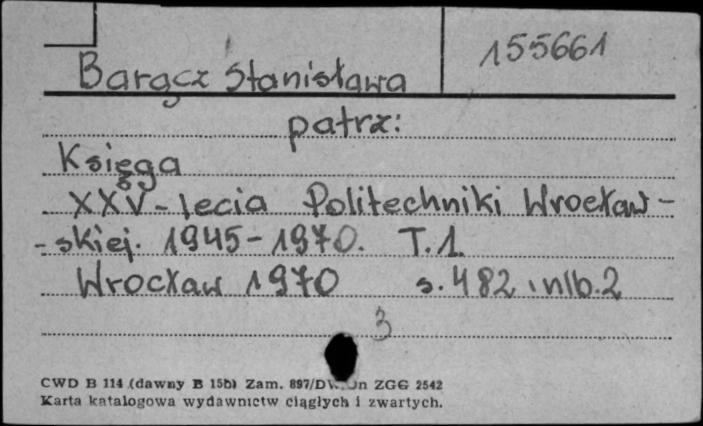 155661
Barącz Stanisława
patrz:
Księga
XXV-lecia Politechniki Wrocław-
-skiej. 1945-1970. T.1.
Wrocław 1970 s. 482, nlb. 2
3
CWD B 114 (dawny B 15b) Zam. 897/DW. ZGG 2542
Karta katalogowa wydawnictw ciągłych i zwartych.